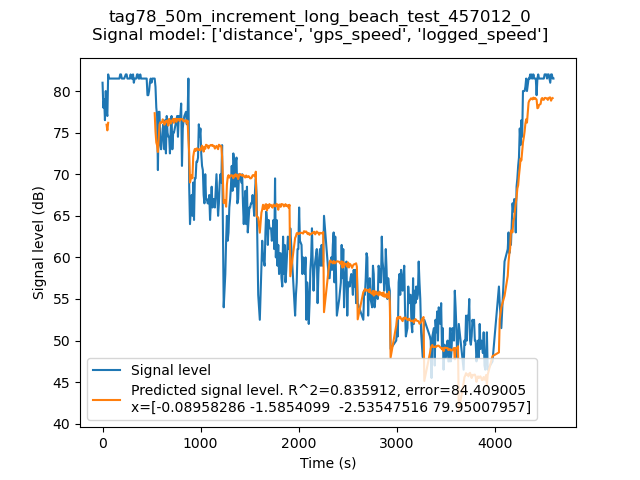 tag78_50m_increment_long_beach_test_457012_0
Signal model: ['distance', 'gps_speed', 'logged_speed']
80
75
70
65
60
55
50
45
40
Signal level (dB)
Signal level
Predicted signal level. R^2=0.835912, error=84.409005
x=[-0.08958286 -1.5854099  -2.53547516 79.95007957]
0
1000
2000
3000
4000
Time (s)